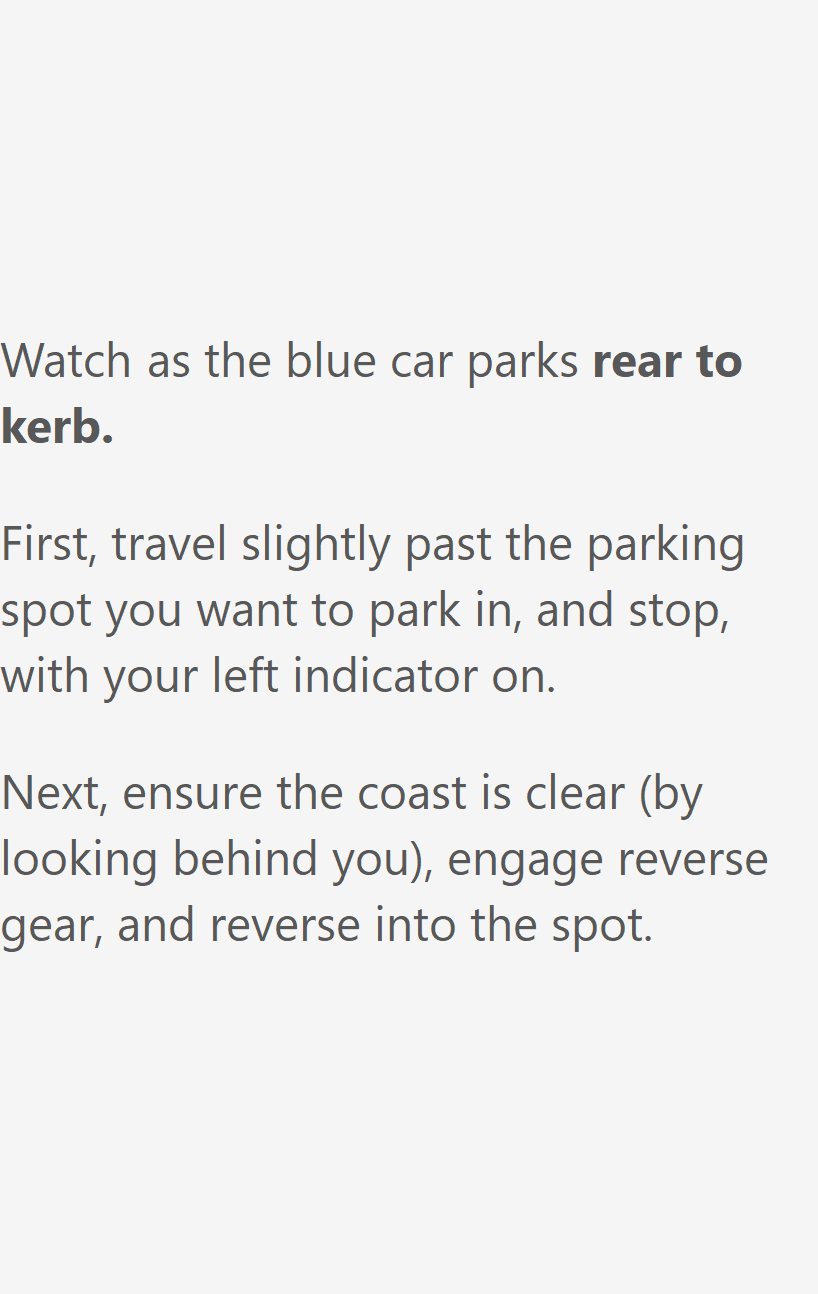 Watch as the blue car parks rear to
kerb.
First, travel slightly past the parking
spot you want to park in, and stop,
with your left indicator on.
Next, ensure the coast is clear (by
looking behind you), engage reverse
gear, and reverse into the spot.